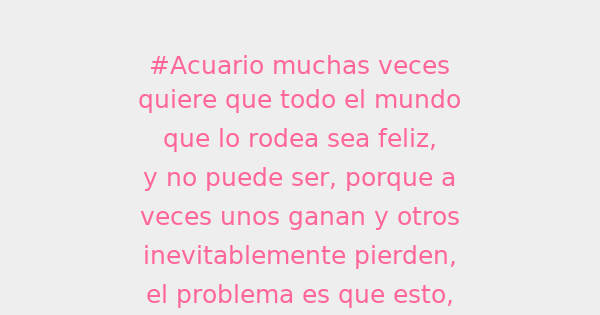 #Acuario muchas veces
quiere que todo el mundo
que lo rodea sea feliz,
y no puede ser, porque a
veces unos ganan y otros
inevitablemente pierden,
el problema es que esto,